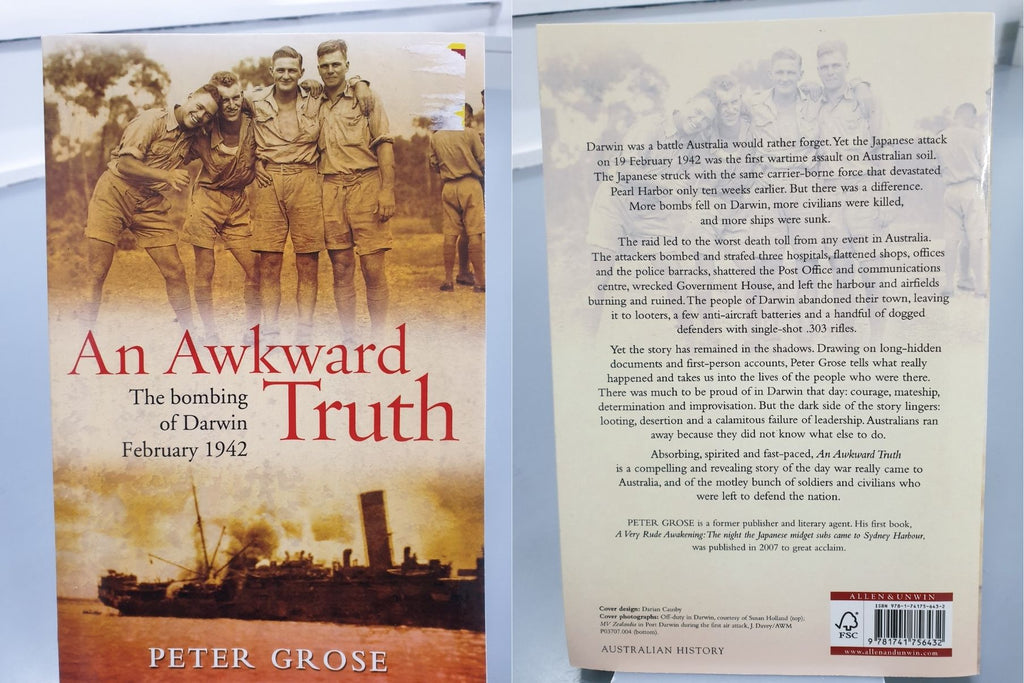 An Awkward
Truth
The bombing
of Darwin
February 1942
PETER GROSE
Darwin was a battle Australia would rather forget. Yet the Japanese attack
on 19 February 1942 was the first wartime assault on Australian soil.
The Japanese struck with the same carrier-borne force that devastated
Pearl Harbor only ten weeks earlier. But there was a difference.
More bombs fell on Darwin, more civilians were killed,
and more ships were sunk.
The raid led to the worst death toll from any event in Australia.
The attackers bombed and strafed three hospitals, flattened shops, offices
and the police barracks, shattered the Post Office and communications
centre, wrecked Government House, and left the harbour and airfields
burning and ruined. The people of Darwin abandoned their town, leaving
it to looters, a few anti-aircraft batteries and a handful of dogged
defenders with single-shot .303 rifles.
Yet the story has remained in the shadows. Drawing on long-hidden
documents and first-person accounts, Peter Grose tells what really
happened and takes us into the lives of the people who were there.
There was much to be proud of in Darwin that day: courage, mateship,
determination and improvisation. But the dark side of the story lingers:
looting, desertion and a calamitous failure of leadership. Australians ran
away because they did not know what else to do.
Absorbing, spirited and fast-paced, An Awkward Truth
is a compelling and revealing story of the day war really came to
Australia, and of the motley bunch of soldiers and civilians who
were left to defend the nation.
PETER GROSE is a former publisher and literary agent. His first book,
A Very Rude Awakening: The night the Japanese midget subs came to Sydney Harbour,
was published in 2007 to great acclaim.
Cover design: Darian Causby
Cover photographs: Off-duty in Darwin, courtesy of Susan Holland (top);
MV Zealandia in Port Darwin during the first air attack, J. Davey/AWM
P03707.004 (bottom).
AUSTRALIAN HISTORY
FSC
ALLEN & UNWIN
ISBN 978-1-74175-643-2
9 781741 756432
www.allenandunwin.com